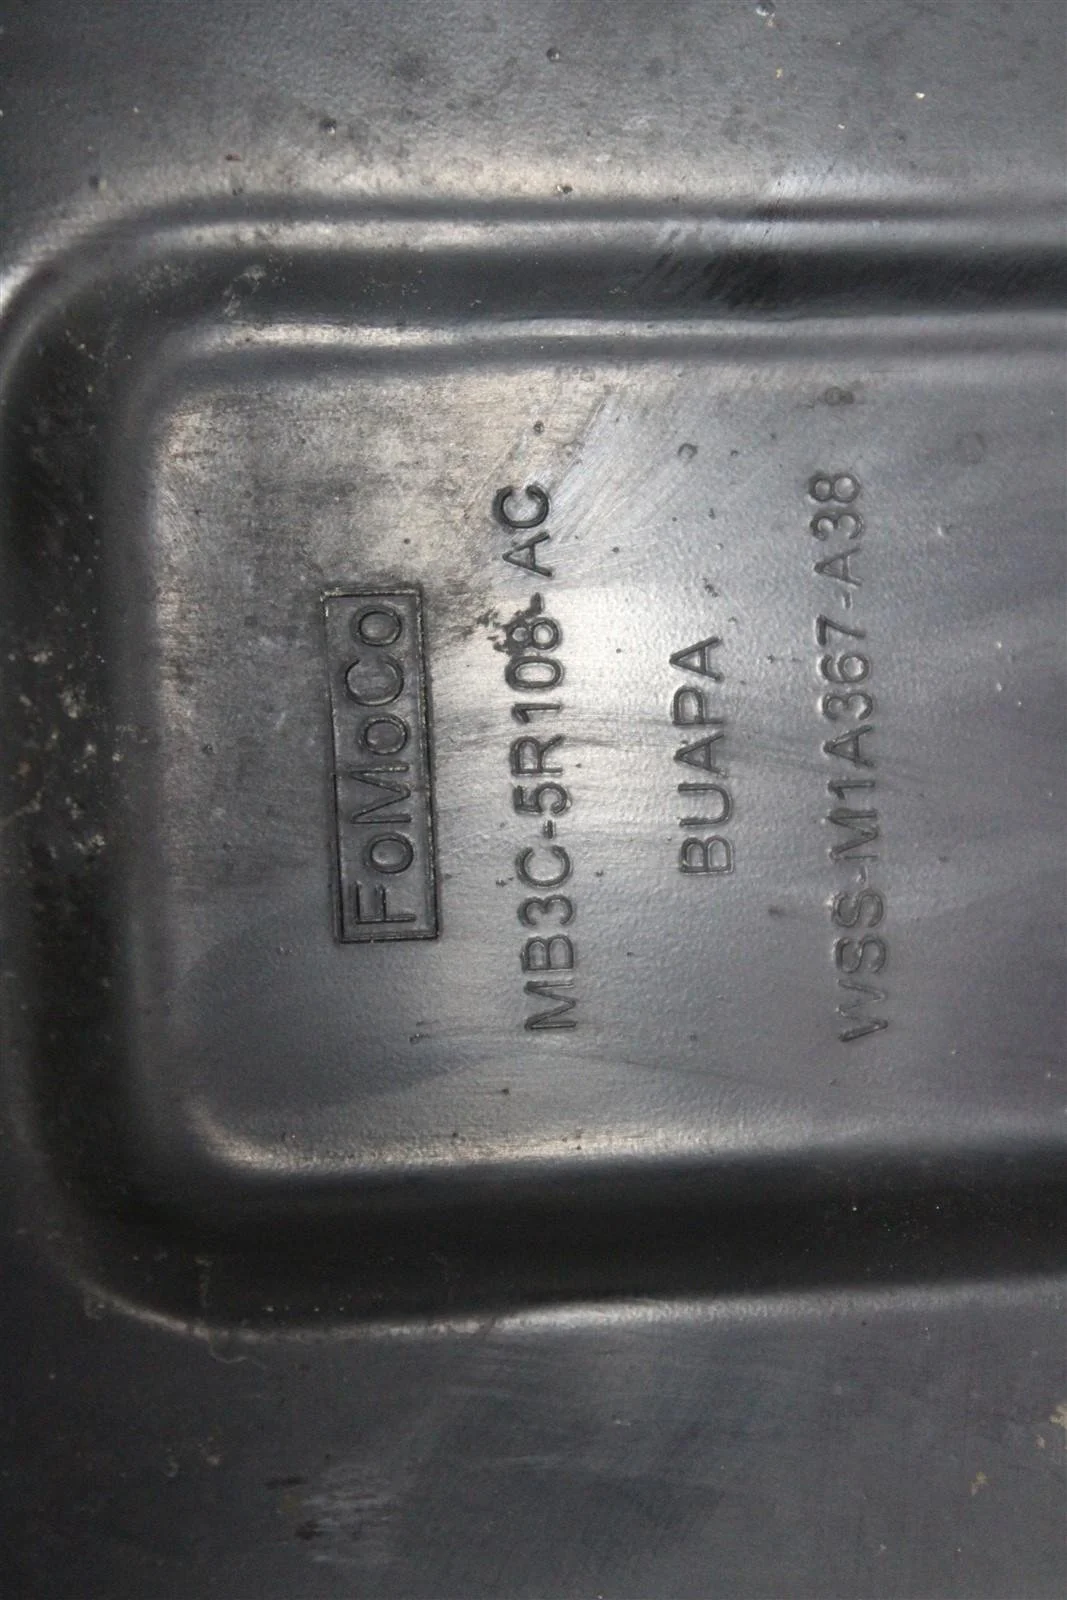 FoMoCo
MB3C-5R108-AC
BUAPA
WSS-M1A367-A38